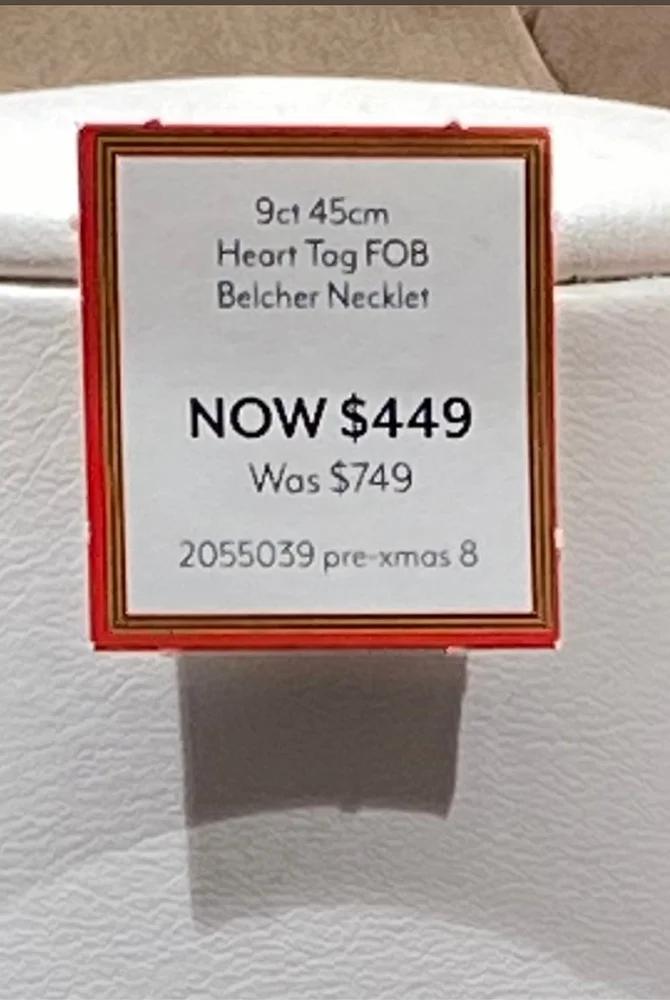 9ct 45cm
Heart Tag FOB
Belcher Necklet
NOW $449
Was $749
2055039 pre-xmas 8